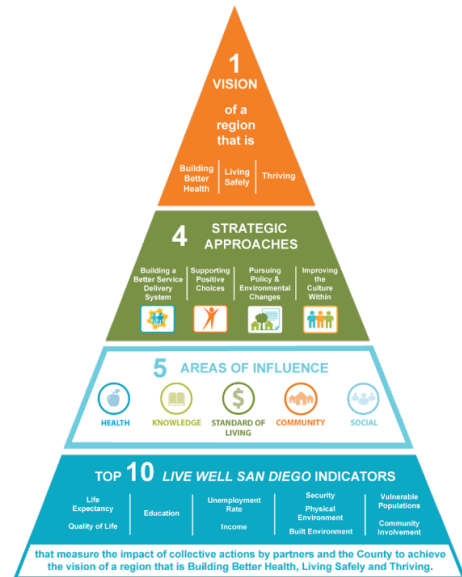 1
VISION
of a
region
that is
Building
Better
Health
Living
Safely
Thriving
4 STRATEGIC
APPROACHES
Building a
Better Service
Delivery
System
Supporting
Positive
Choices
Pursuing
Policy &
Environmental
Changes
Improving
the
Culture
Within
5 AREAS OF INFLUENCE
HEALTH
KNOWLEDGE
STANDARD OF
LIVING
COMMUNITY
SOCIAL
TOP 10 LIVE WELL SAN DIEGO INDICATORS
Life
Expectancy
Quality of Life
Education
Unemployment
Rate
Income
Security
Physical
Environment
Built Environment
Vulnerable
Populations
Community
Involvement
that measure the impact of collective actions by partners and the County to achieve
the vision of a region that is Building Better Health, Living Safely and Thriving.